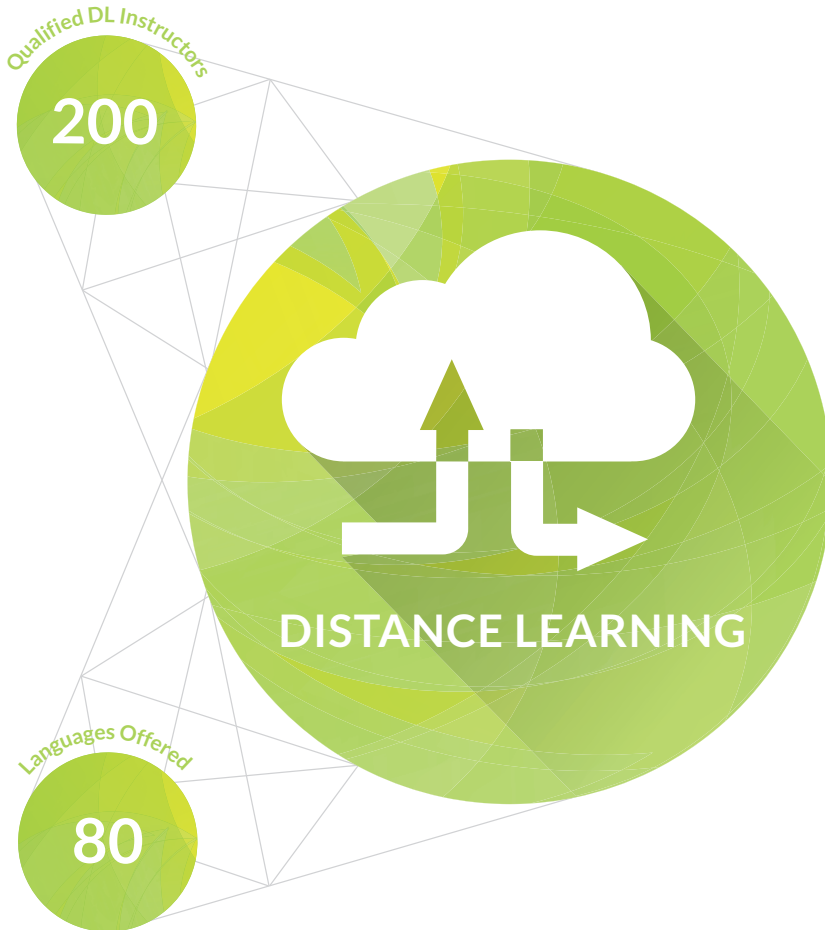 Qualified DL Instructors
200
DISTANCE LEARNING
Languages Offered
80